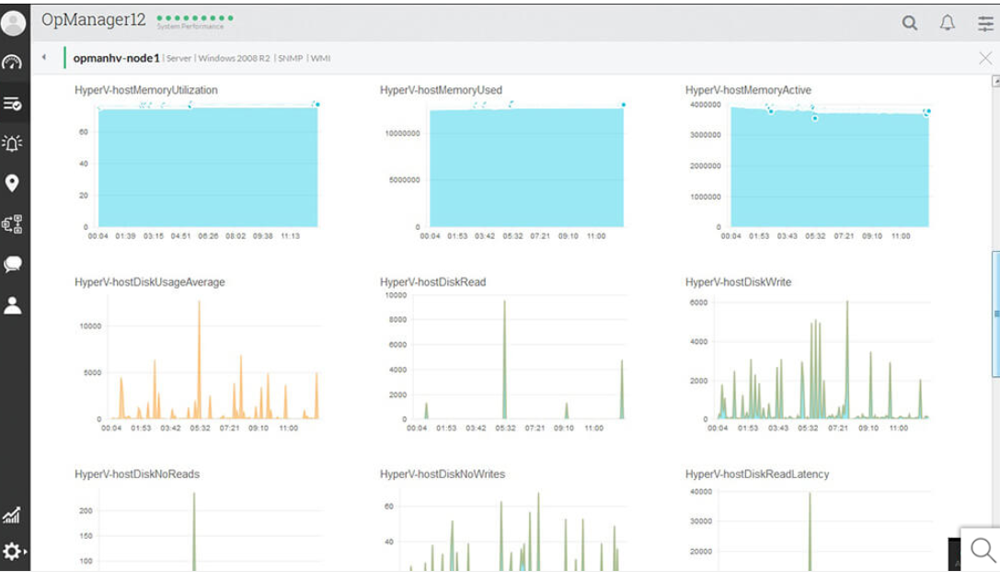 OpManager12
System Performance
opmanhv-node1 | Server | Windows 2008 R2 | SNMP | WMI
HyperV-hostMemoryUtilization
60
40
20
0
00:04 01:39 03:15 04:51 06:26 08:02 09:38 11:13
HyperV-hostMemoryUsed
10000000
5000000
0
00:04 01:53 03:42 05:32 07:21 09:10 11:00
HyperV-hostMemoryActive
4000000
3000000
2000000
1000000
0
00:04 01:53 03:43 05:32 07:21 09:10 11:00
HyperV-hostDiskUsageAverage
10000
5000
0
00:04 01:53 03:42 05:32 07:21 09:10 11:00
HyperV-hostDiskRead
10000
8000
6000
4000
2000
0
00:04 01:53 03:42 05:32 07:21 09:10 11:00
HyperV-hostDiskWrite
6000
4000
2000
0
00:04 01:53 03:43 05:32 07:21 09:10 11:00
HyperV-hostDiskNoReads
200
150
100
HyperV-hostDiskNoWrites
60
40
HyperV-hostDiskReadLatency
40000
30000
20000